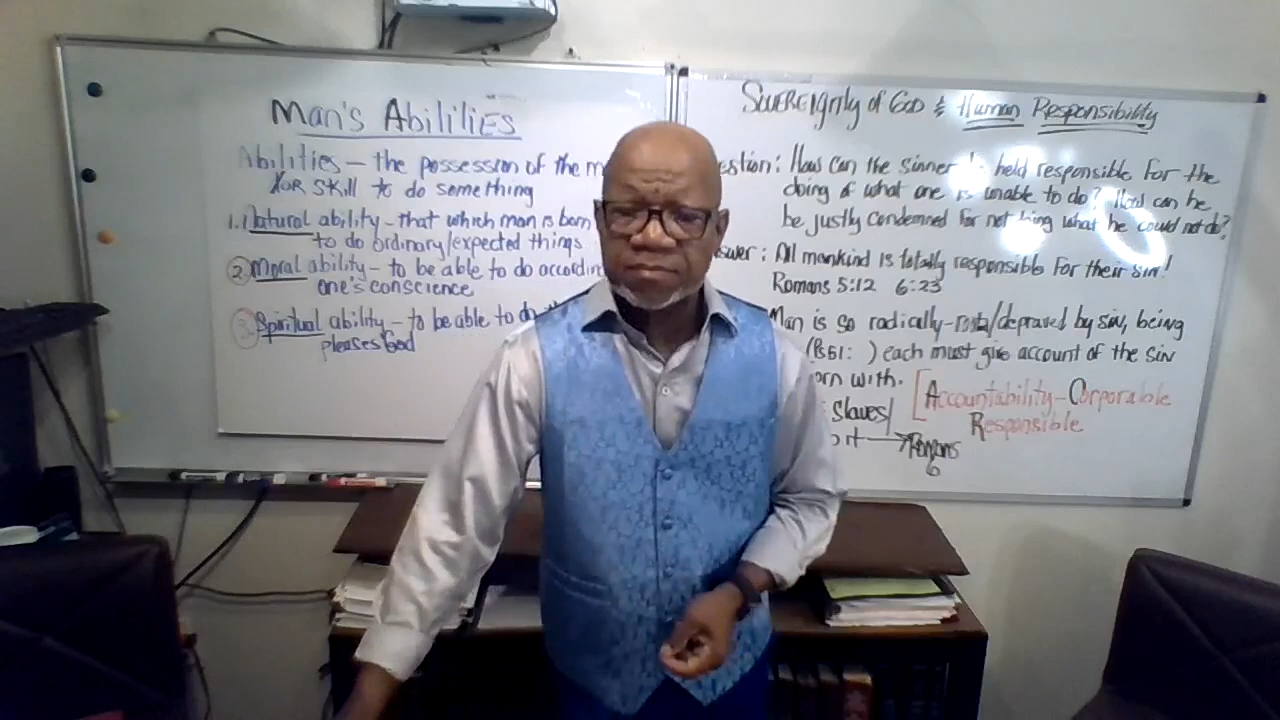 Man's Abilities
Abilities – the possession of the m
for skill to do something
1. Natural ability – that which man is born
to do ordinary/expected things
2 Moral ability – to be able to do accordin
one's conscience
3 Spiritual ability – to be able to do th
pleases God
Sovereignty of God & Human Responsibility
estion: How can the sinner held responsible for the
doing of what one is unable to do? How can he
be justly condemned for not being what he could not do?
swer: All mankind is totally responsible for their sin!
Romans 5:12 6:23
Man is so radically- /depraved by sin, being
(Ps 51: ) each must give account of the sin
orn with.
Slaves/
ort → Romans
6
[Accountability – Corporable
Responsible